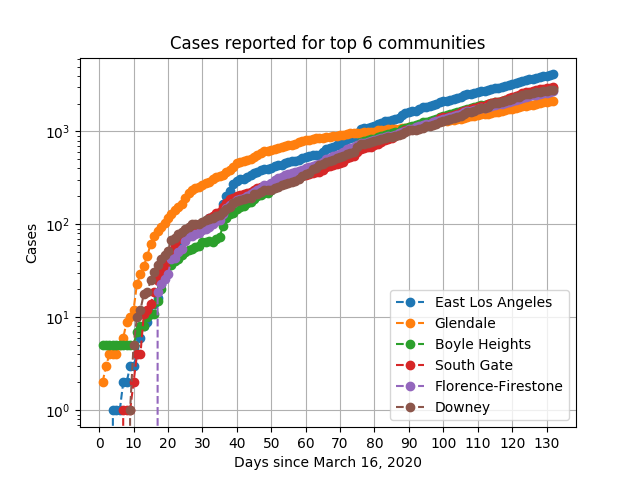 Cases reported for top 6 communities
Cases
10³
10²
10¹
10⁰
East Los Angeles
Glendale
Boyle Heights
South Gate
Florence-Firestone
Downey
0 10 20 30 40 50 60 70 80 90 100 110 120 130
Days since March 16, 2020